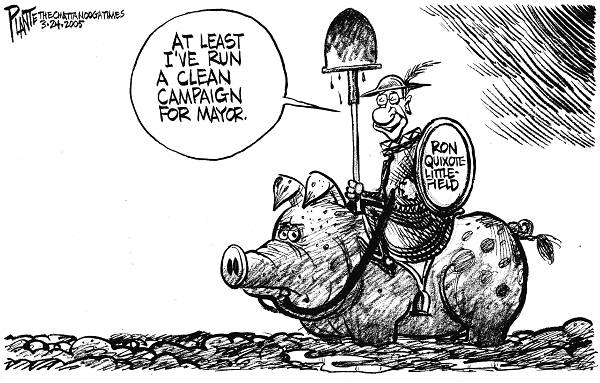 PLANTE THE CHATTANOOGA TIMES
3-24-2005
AT LEAST
I'VE RUN
A CLEAN
CAMPAIGN
FOR MAYOR.
RON
QUIXOTE-
LITTLE-
FIELD